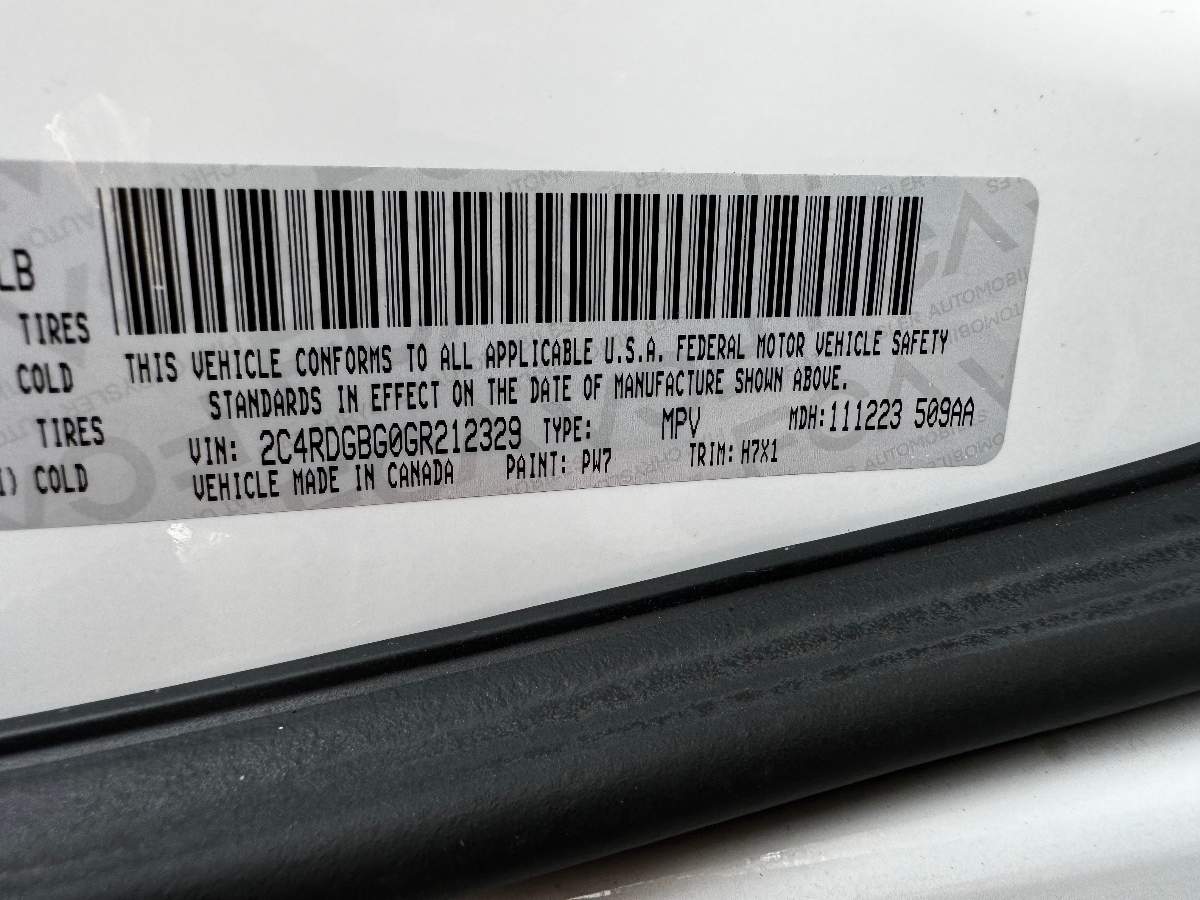 LB
TIRES
COLD
THIS VEHICLE CONFORMS TO ALL APPLICABLE U.S.A. FEDERAL MOTOR VEHICLE SAFETY
STANDARDS IN EFFECT ON THE DATE OF MANUFACTURE SHOWN ABOVE.
TIRES
VIN: 2C4RDGBG0GR212329 TYPE: MPV MDH:111223 509AA
) COLD
VEHICLE MADE IN CANADA PAINT: PW7 TRIM: H7X1